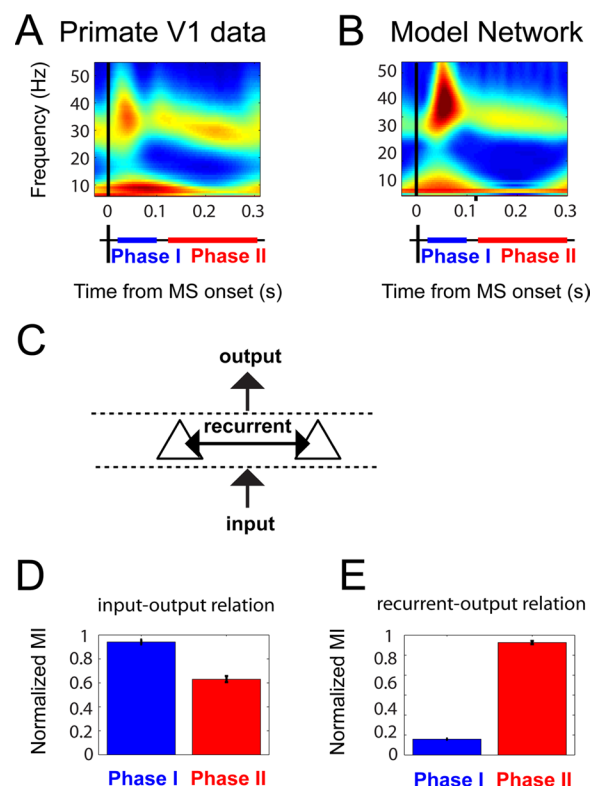 A Primate V1 data
B Model Network
Frequency (Hz)
50
40
30
20
10
0 0.1 0.2 0.3
Phase I Phase II
Time from MS onset (s)
50
40
30
20
10
0 0.1 0.2 0.3
Phase I Phase II
Time from MS onset (s)
C
output
recurrent
input
D
input-output relation
Normalized MI
1
0.8
0.6
0.4
0.2
0
Phase I Phase II
E
recurrent-output relation
Normalized MI
1
0.8
0.6
0.4
0.2
0
Phase I Phase II